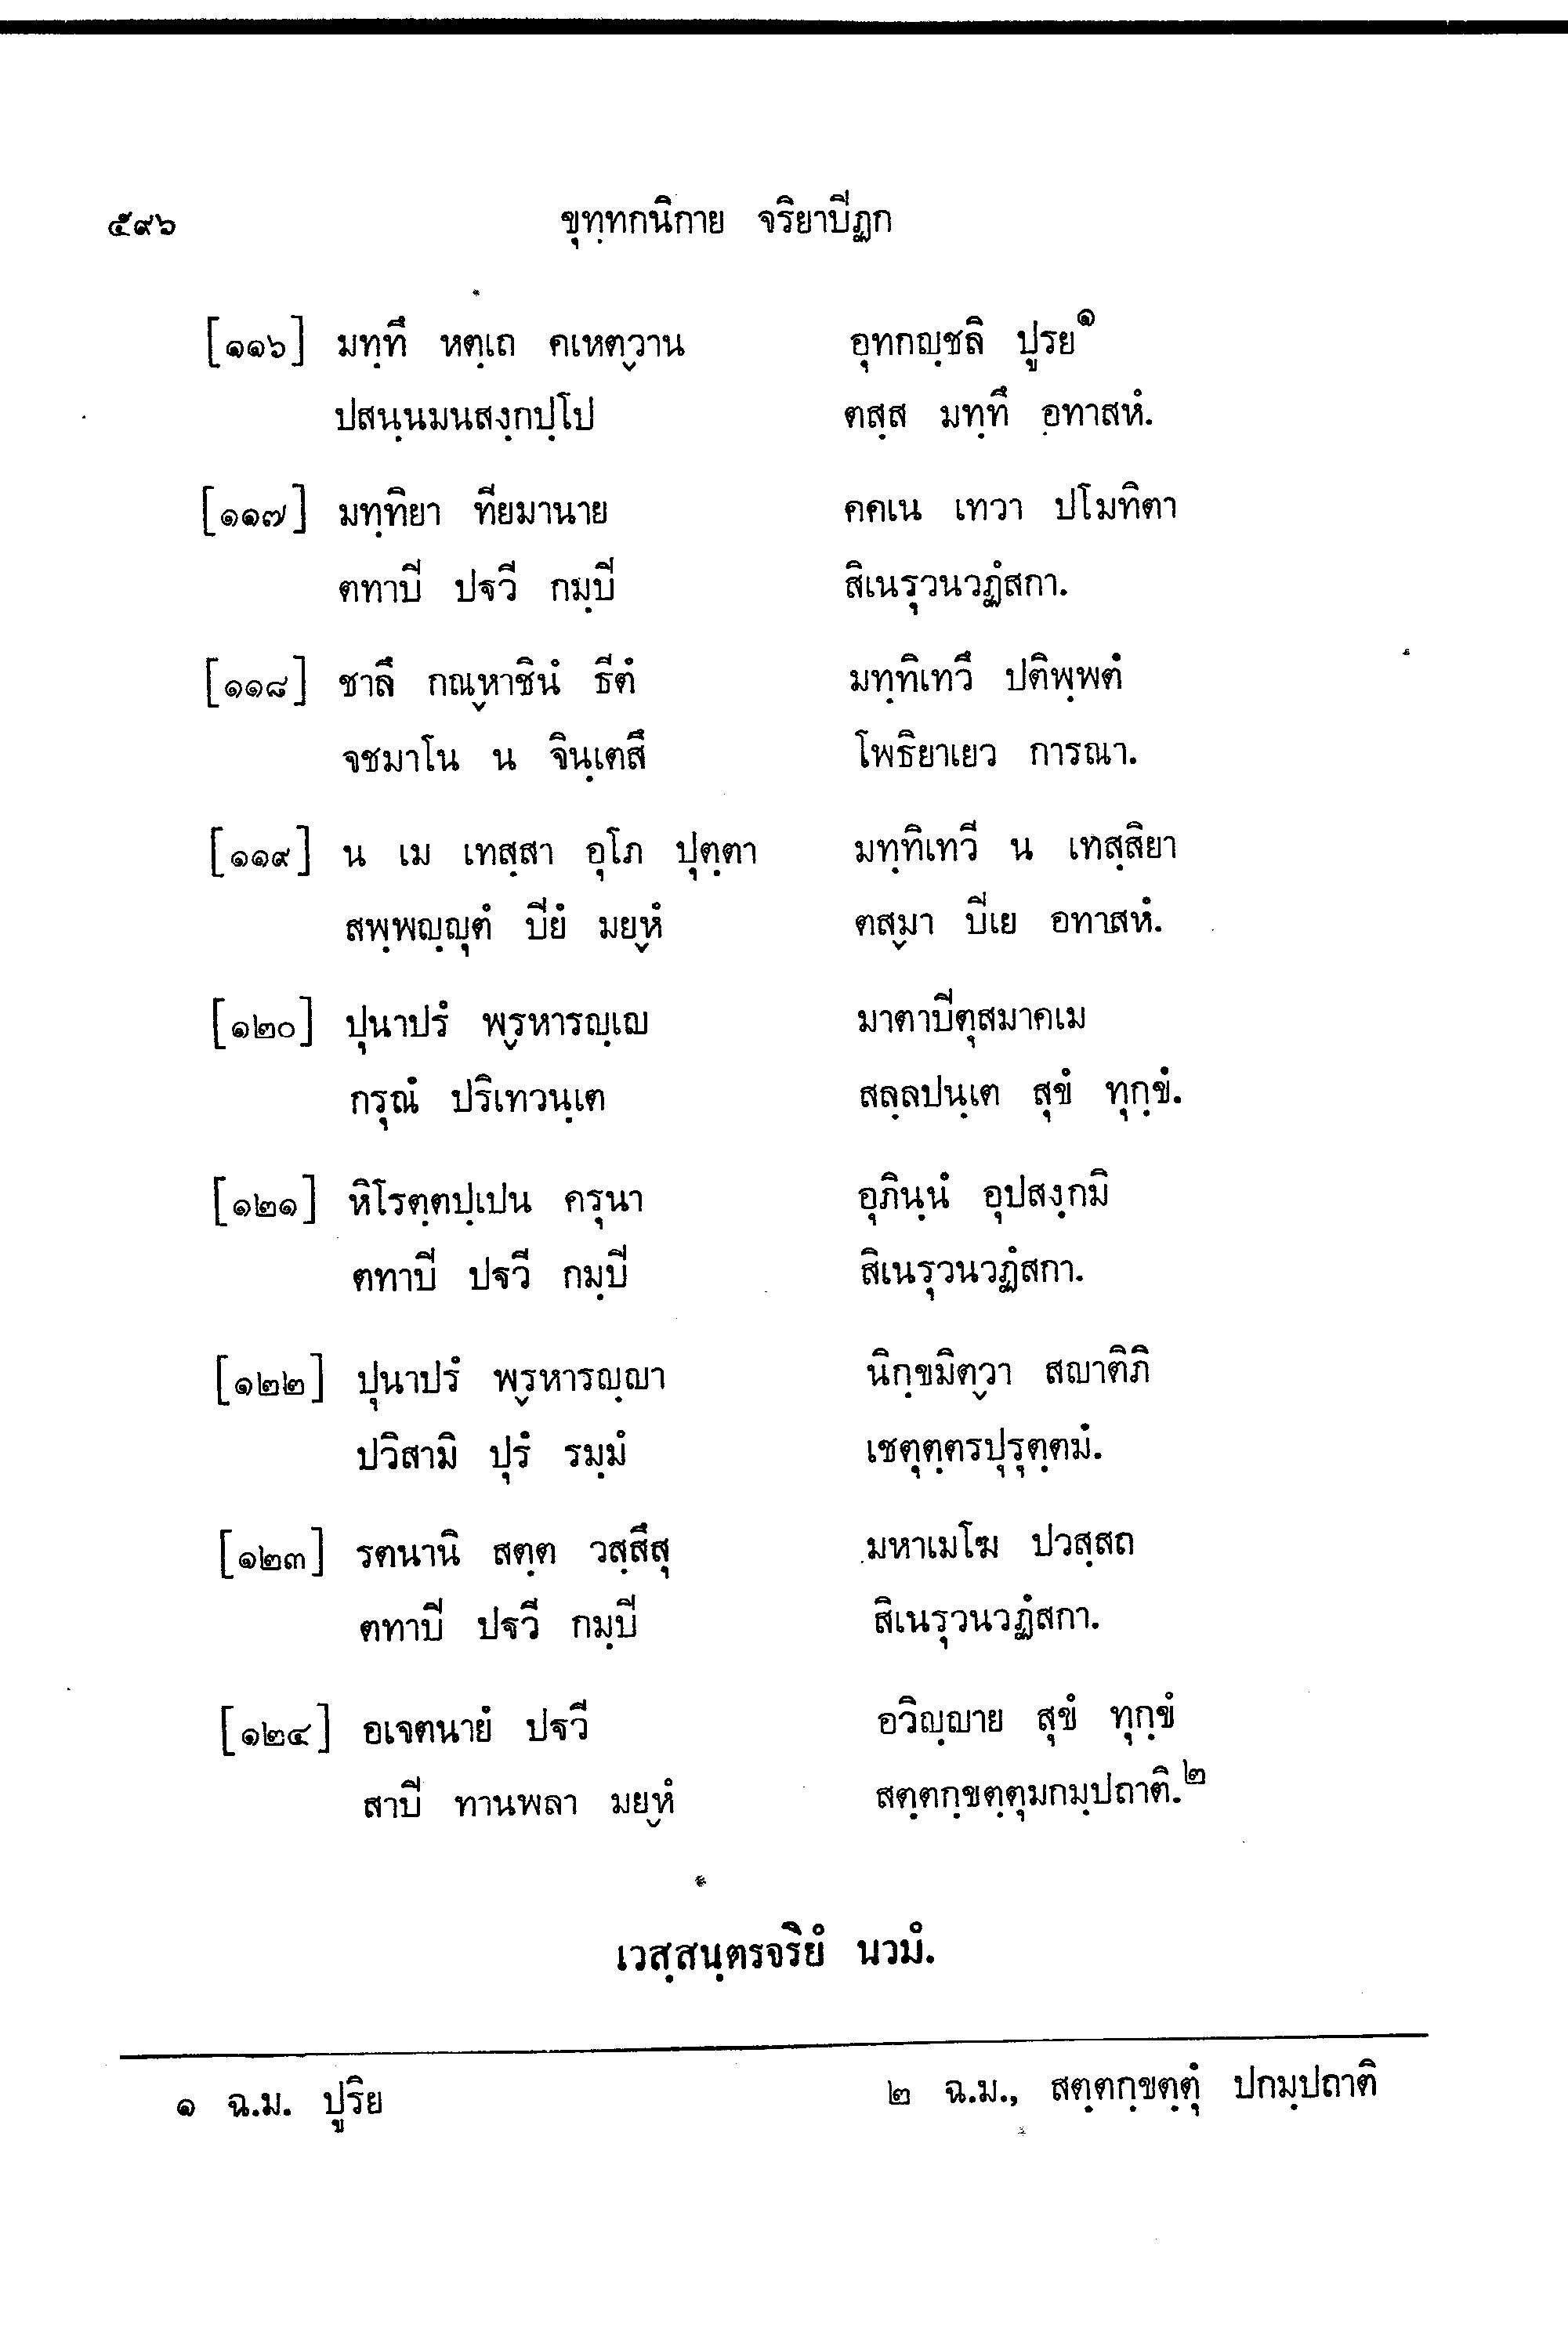 ๕๙๖ ขุทฺทกนิกาย จริยาปิฏก
[๑๑๖] มทฺทึ หตฺเถ คเหตฺวาน อุทกญฺชลิ ปูรย๑
ปสนฺนมนสงฺกปฺโป ตสฺส มทฺทึ อทาสหํ.
[๑๑๗] มทฺทิยา ทียมานาย คคเน เทวา ปโมทิตา
ตทาปิ ปฐวี กมฺปิ สิเนรุวนวฏํสกา.
[๑๑๘] ชาลึ กณฺหาชินํ ธีตํ มทฺทิเทวึ ปติพฺพตํ
จชมาโน น จินฺเตสึ โพธิยาเยว การณา.
[๑๑๙] น เม เทสฺสา อุโภ ปุตฺตา มทฺทิเทวี น เทสฺสิยา
สพฺพญฺญุตํ ปิยํ มยฺหํ ตสฺมา ปิเย อทาสหํ.
[๑๒๐] ปุนาปรํ พฺรหารญฺเญ มาตาปิตุสมาคเม
กรุณํ ปริเทวนฺเต สลฺลปนฺเต สุขํ ทุกฺขํ.
[๑๒๑] หิโรตฺตปฺเปน ครุนา อุภินฺนํ อุปสงฺกมิ
ตทาปิ ปฐวี กมฺปิ สิเนรุวนวฏํสกา.
[๑๒๒] ปุนาปรํ พฺรหารญฺญา นิกฺขมิตฺวา สญาติภิ
ปวิสามิ ปุรํ รมฺมํ เชตุตฺตรปุรุตฺตมํ.
[๑๒๓] รตนานิ สตฺต วสฺสึสุ มหาเมโฆ ปวสฺสถ
ตทาปิ ปฐวี กมฺปิ สิเนรุวนวฏํสกา.
[๑๒๔] อเจตนายํ ปฐวี อวิญฺญาย สุขํ ทุกฺขํ
สาปิ ทานพลา มยฺหํ สตฺตกฺขตฺตุมกมฺปถาติ.๒
เวสฺสนฺตรจริยํ นวมํ.
๑ ฉ.ม. ปูริย ๒ ฉ.ม., สตฺตกฺขตฺตุํ ปกมฺปถาติ